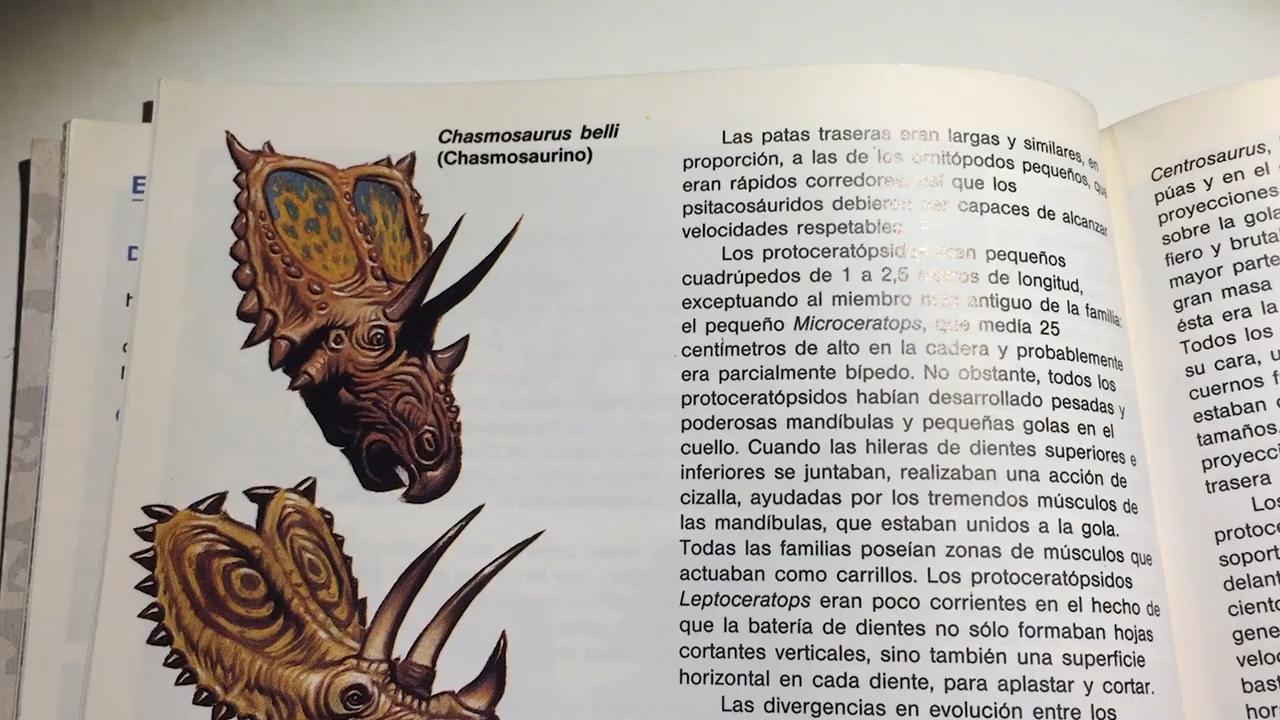 Chasmosaurus belli
(Chasmosaurino)
Las patas traseras eran largas y similares, en
proporción, a las de los ornitópodos pequeños, que
eran rápidos corredores, así que los
psitacosáuridos debieron ser capaces de alcanzar
velocidades respetables.
Los protoceratópsidos eran pequeños
cuadrúpedos de 1 a 2,5 metros de longitud,
exceptuando al miembro más antiguo de la familia:
el pequeño Microceratops, que medía 25
centímetros de alto en la cadera y probablemente
era parcialmente bípedo. No obstante, todos los
protoceratópsidos habían desarrollado pesadas y
poderosas mandíbulas y pequeñas golas en el
cuello. Cuando las hileras de dientes superiores e
inferiores se juntaban, realizaban una acción de
cizalla, ayudadas por los tremendos músculos de
las mandíbulas, que estaban unidos a la gola.
Todas las familias poseían zonas de músculos que
actuaban como carrillos. Los protoceratópsidos
Leptoceratops eran poco corrientes en el hecho de
que la batería de dientes no sólo formaban hojas
cortantes verticales, sino también una superficie
horizontal en cada diente, para aplastar y cortar.
Las divergencias en evolución entre los
Centrosaurus,
púas y en el
proyecciones
sobre la gola
fiero y bruta
mayor parte
gran masa
ésta era la
Todos los
su cara, u
cuernos f
estaban
tamaños.
proyecci
trasera
Los
protoce
soport
delant
ciento
gene
velo
bast
hor